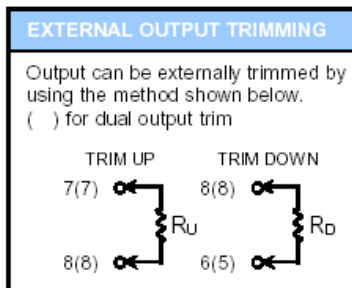 EXTERNAL OUTPUT TRIMMING
Output can be externally trimmed by
using the method shown below.
( ) for dual output trim
TRIM UP TRIM DOWN
7(7) 8(8)
RU RD
8(8) 6(5)